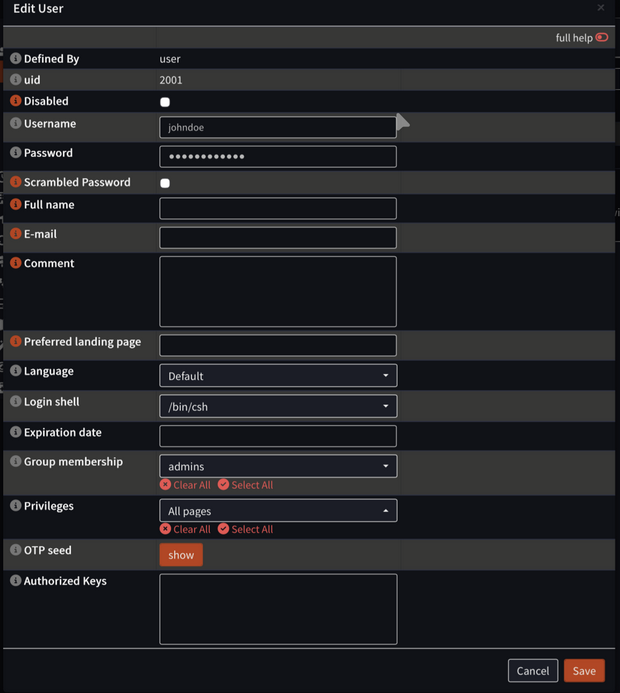 Edit User
full help
Defined By user
uid 2001
Disabled
Username johndoe
Password ••••••••••••
Scrambled Password
Full name
E-mail
Comment
Preferred landing page
Language Default
Login shell /bin/csh
Expiration date
Group membership admins
Clear All Select All
Privileges All pages
Clear All Select All
OTP seed show
Authorized Keys
Cancel Save